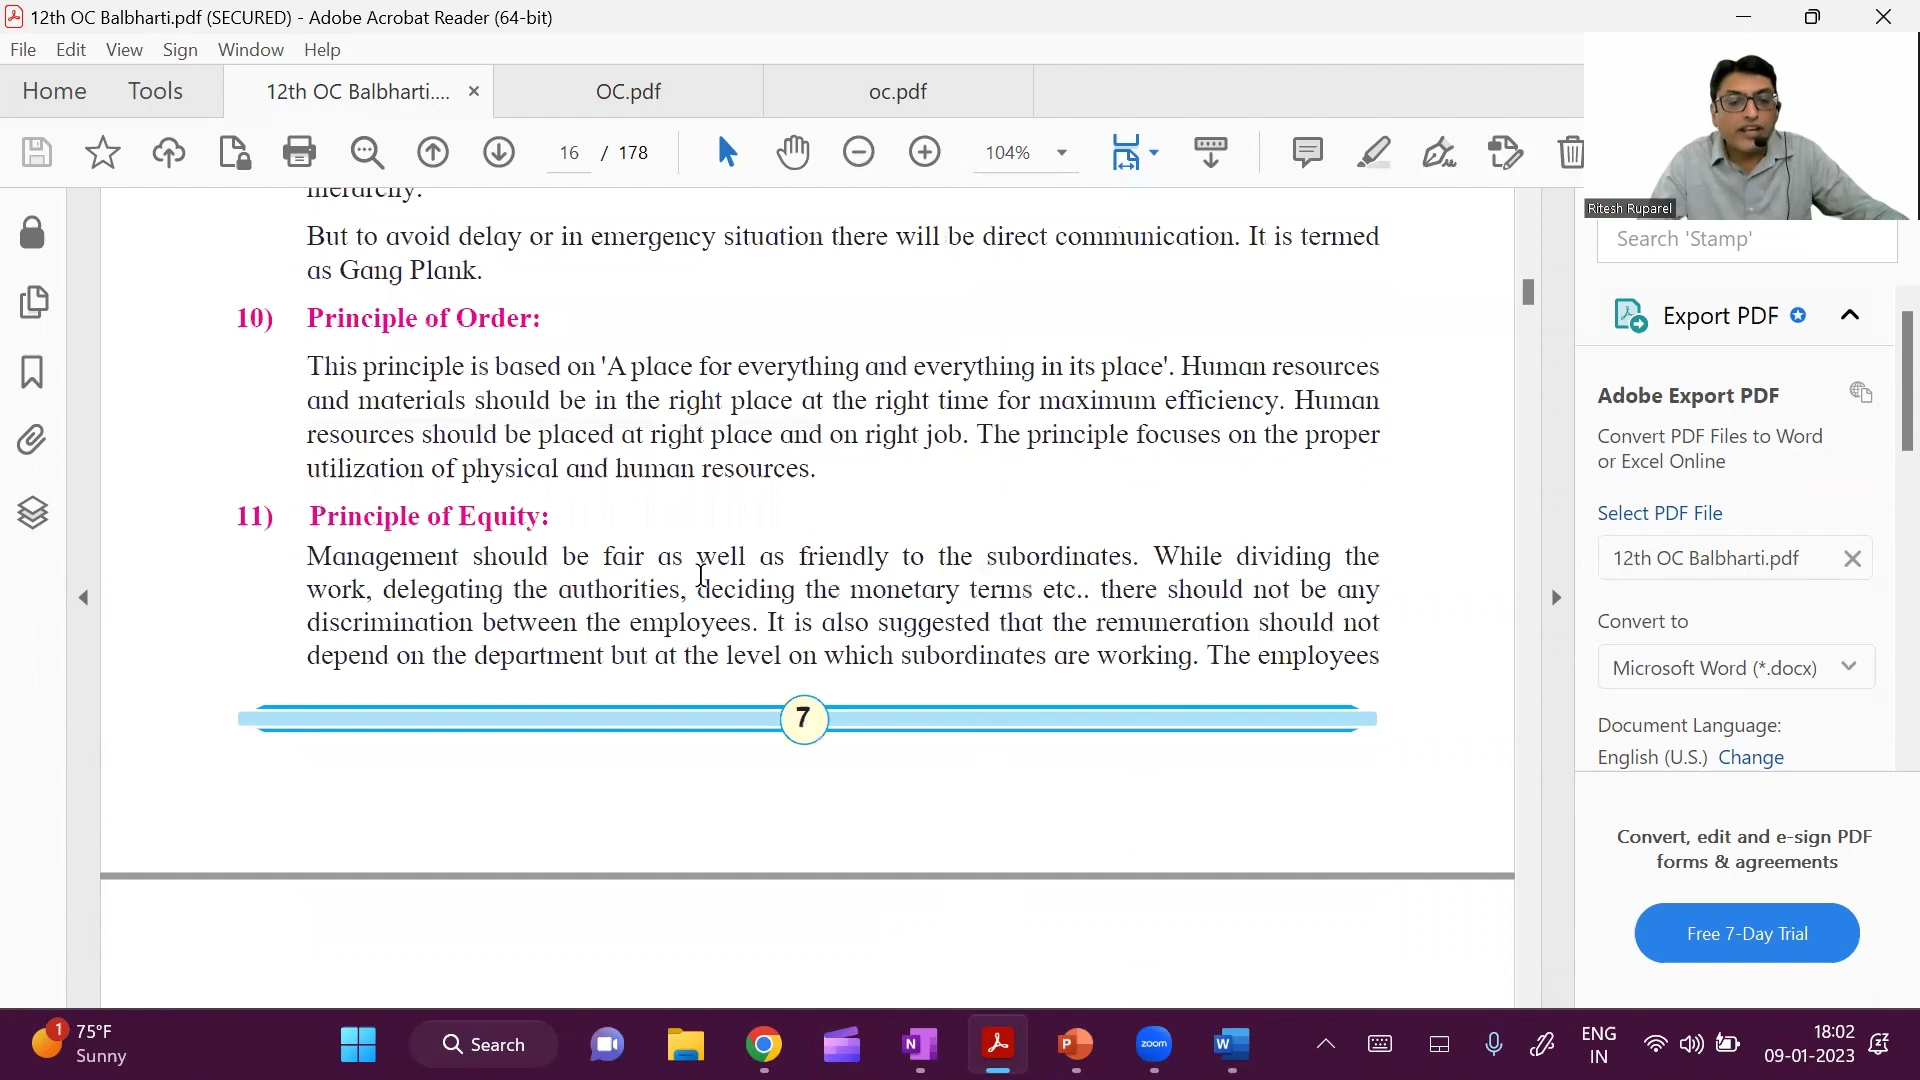 12th OC Balbharti.pdf (SECURED) - Adobe Acrobat Reader (64-bit)
File Edit View Sign Window Help
Home Tools 12th OC Balbharti.... × OC.pdf oc.pdf
16 / 178 104%
Ritesh Ruparel
Search 'Stamp'
hierarchy.
But to avoid delay or in emergency situation there will be direct communication. It is termed
as Gang Plank.
10) Principle of Order:
This principle is based on 'A place for everything and everything in its place'. Human resources
and materials should be in the right place at the right time for maximum efficiency. Human
resources should be placed at right place and on right job. The principle focuses on the proper
utilization of physical and human resources.
11) Principle of Equity:
Management should be fair as well as friendly to the subordinates. While dividing the
work, delegating the authorities, deciding the monetary terms etc.. there should not be any
discrimination between the employees. It is also suggested that the remuneration should not
depend on the department but at the level on which subordinates are working. The employees
7
Export PDF
Adobe Export PDF
Convert PDF Files to Word
or Excel Online
Select PDF File
12th OC Balbharti.pdf
Convert to
Microsoft Word (*.docx)
Document Language:
English (U.S.) Change
Convert, edit and e-sign PDF
forms & agreements
Free 7-Day Trial
1
75°F
Sunny
Search
N
P
zoom
W
ENG
IN
18:02
09-01-2023